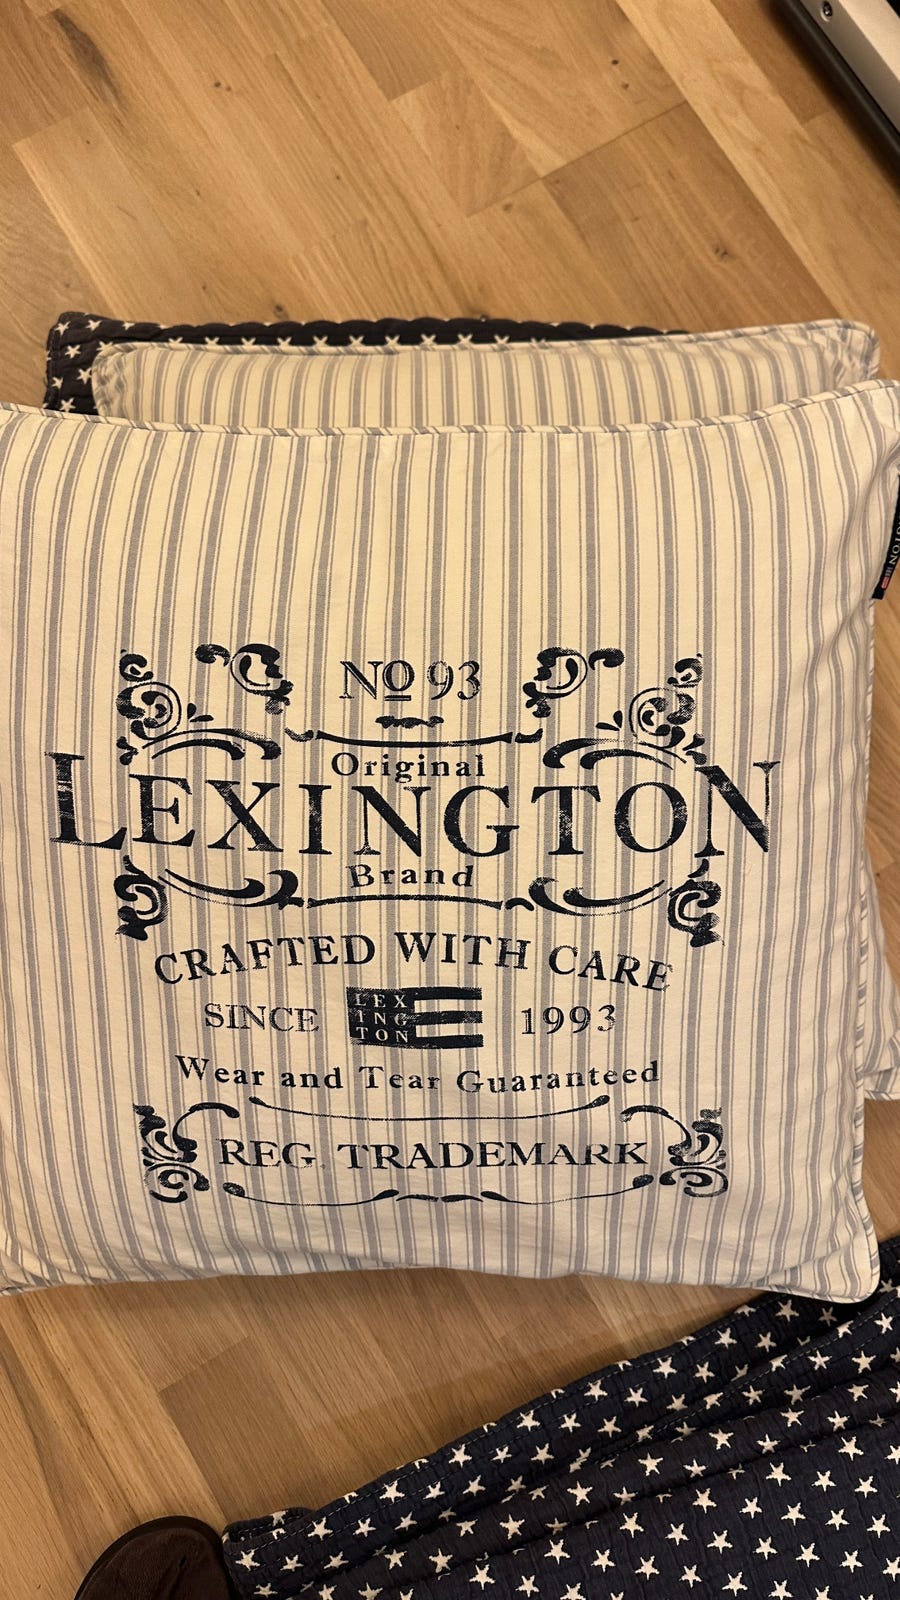 No 93
Original
LEXINGTON
Brand
CRAFTED WITH CARE
SINCE LEX ING TON 1993
Wear and Tear Guaranteed
REG. TRADEMARK